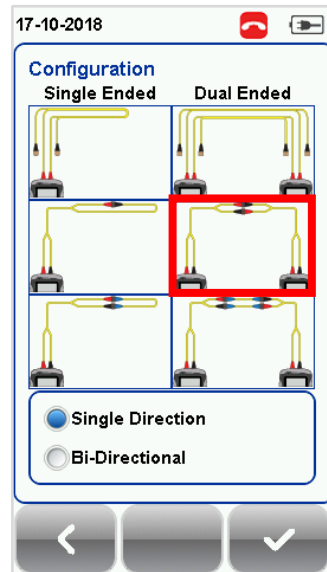 17-10-2018
Configuration
Single Ended Dual Ended
Single Direction
Bi-Directional